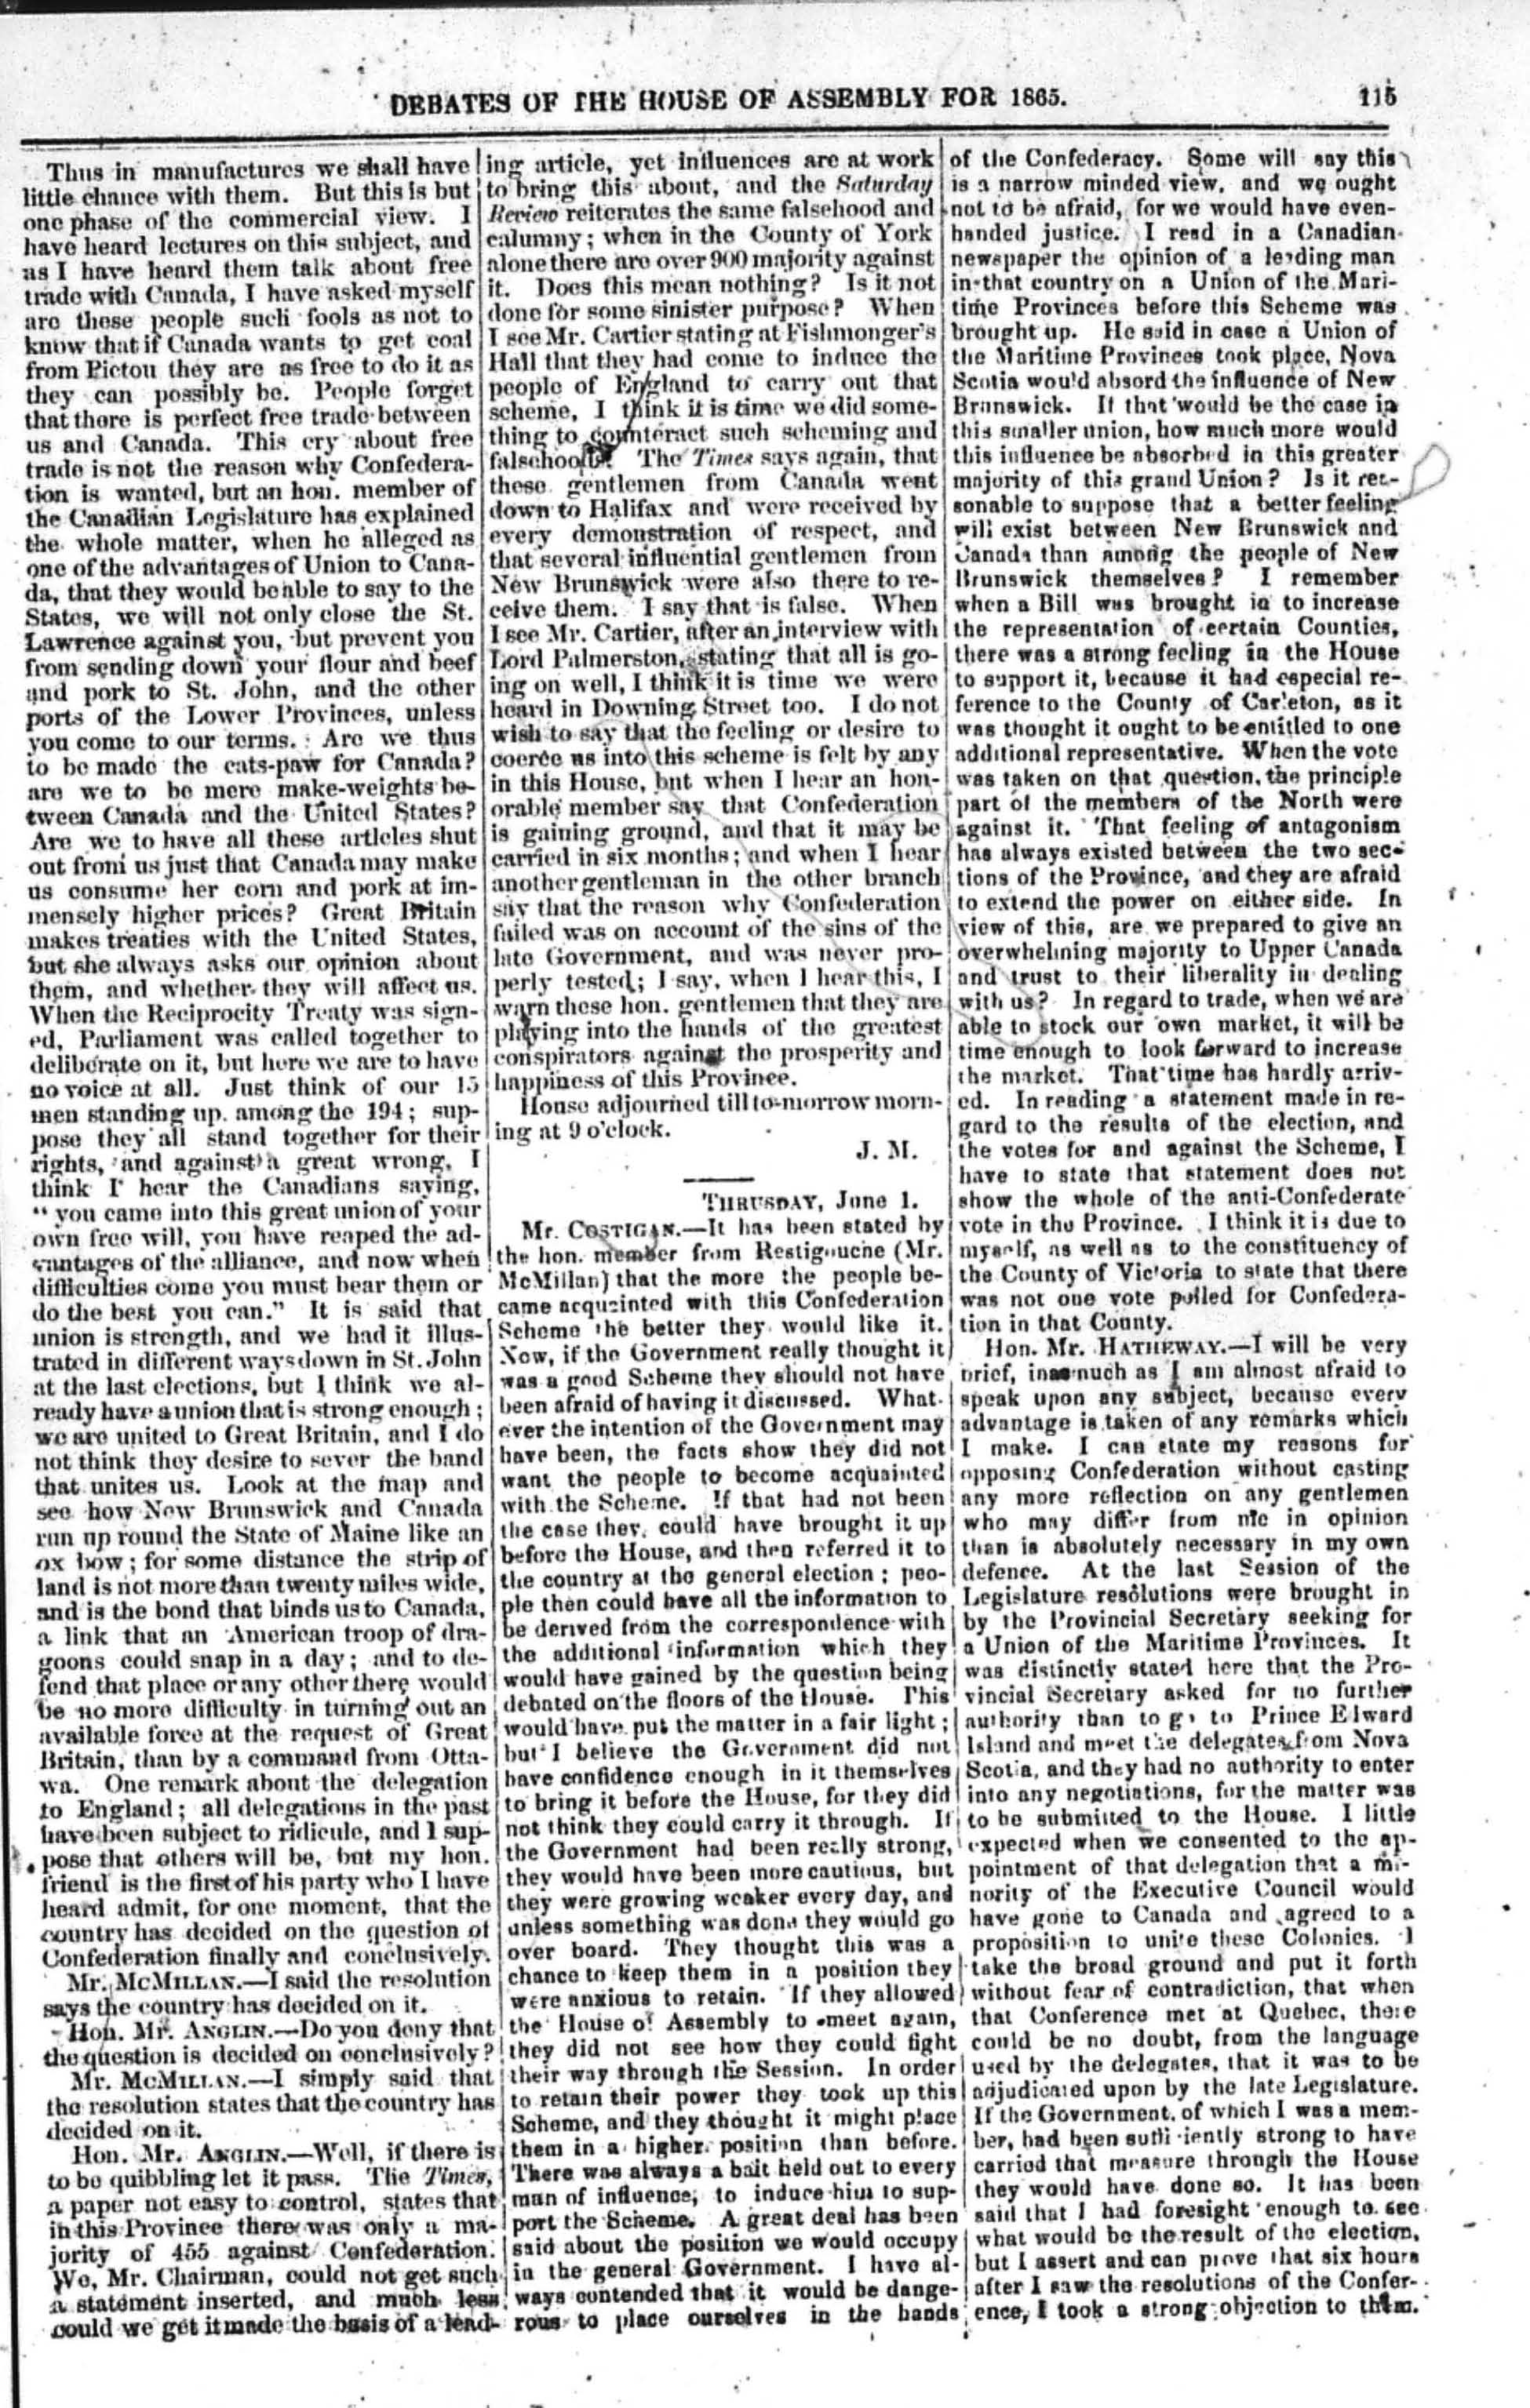 DEBATES OF THE HOUSE OF ASSEMBLY FOR 1865. 115
Thus in manufactures we shall have
little chance with them. But this is but
one phase of the commercial view. I
have heard lectures on this subject, and
as I have heard them talk about free
trade with Canada, I have asked myself
are these people such fools as not to
know that if Canada wants to get coal
from Pictou they are as free to do it as
they can possibly be. People forget
that there is perfect free trade between
us and Canada. This cry about free
trade is not the reason why Confedera-
tion is wanted, but an hon. member of
the Canadian Legislature has explained
the whole matter, when he alleged as
one of the advantages of Union to Cana-
da, that they would be able to say to the
States, we will not only close the St.
Lawrence against you, but prevent you
from sending down your flour and beef
and pork to St. John, and the other
ports of the Lower Provinces, unless
you come to our terms. Are we thus
to be made the cats-paw for Canada?
are we to be mere make-weights be-
tween Canada and the United States?
Are we to have all these articles shut
out from us just that Canada may make
us consume her corn and pork at im-
mensely higher prices? Great Britain
makes treaties with the United States,
but she always asks our opinion about
them, and whether they will affect us.
When the Reciprocity Treaty was sign-
ed, Parliament was called together to
deliberate on it, but here we are to have
no voice at all. Just think of our 15
men standing up among the 194; sup-
pose they all stand together for their
rights, and against a great wrong, I
think I hear the Canadians saying,
"you came into this great union of your
own free will, you have reaped the ad-
vantages of the alliance, and now when
difficulties come you must bear them or
do the best you can." It is said that
union is strength, and we had it illus-
trated in different ways down in St. John
at the last elections, but I think we al-
ready have a union that is strong enough;
we are united to Great Britain, and I do
not think they desire to sever the band
that unites us. Look at the map and
see how New Brunswick and Canada
run up round the State of Maine like an
ox bow; for some distance the strip of
land is not more than twenty miles wide,
and is the bond that binds us to Canada,
a link that an American troop of dra-
goons could snap in a day; and to de-
fend that place or any other there would
be no more difficulty in turning out an
available force at the request of Great
Britain, than by a command from Otta-
wa. One remark about the delegation
to England; all delegations in the past
have been subject to ridicule, and I sup-
pose that others will be, but my hon.
friend is the first of his party who I have
heard admit, for one moment, that the
country has decided on the question of
Confederation finally and conclusively.
Mr. MCMILLAN.—I said the resolution
says the country has decided on it.
Hon. Mr. ANGLIN.—Do you deny that
the question is decided on conclusively?
Mr. MCMILLAN.—I simply said that
the resolution states that the country has
decided on it.
Hon. Mr. ANGLIN.—Well, if there is
to be quibbling let it pass. The Times,
a paper not easy to control, states that
in this Province there was only a ma-
jority of 455 against Confederation.
We, Mr. Chairman, could not get such
a statement inserted, and much less
could we get it made the basis of a lead-
ing article, yet influences are at work
to bring this about, and the Saturday
Review reiterates the same falsehood and
calumny; when in the County of York
alone there are over 900 majority against
it. Does this mean nothing? Is it not
done for some sinister purpose? When
I see Mr. Cartier stating at Fishmonger's
Hall that they had come to induce the
people of England to carry out that
scheme, I think it is time we did some-
thing to counteract such scheming and
falsehoods. The Times says again, that
these gentlemen from Canada went
down to Halifax and were received by
every demonstration of respect, and
that several influential gentlemen from
New Brunswick were also there to re-
ceive them. I say that is false. When
I see Mr. Cartier, after an interview with
Lord Palmerston, stating that all is go-
ing on well, I think it is time we were
heard in Downing Street too. I do not
wish to say that the feeling or desire to
coerce us into this scheme is felt by any
in this House, but when I hear an hon-
orable member say that Confederation
is gaining ground, and that it may be
carried in six months; and when I hear
another gentleman in the other branch
say that the reason why Confederation
failed was on account of the sins of the
late Government, and was never pro-
perly tested; I say, when I hear this, I
warn these hon. gentlemen that they are
playing into the hands of the greatest
conspirators against the prosperity and
happiness of this Province.
House adjourned till to-morrow morn-
ing at 9 o'clock.
J. M.
THRUSDAY, June 1.
Mr. COSTIGAN.—It has been stated by
the hon. member from Restigouche (Mr.
McMillan) that the more the people be-
came acquainted with this Confederation
Scheme the better they would like it.
Now, if the Government really thought it
was a good Scheme they should not have
been afraid of having it discussed. What-
ever the intention of the Government may
have been, the facts show they did not
want the people to become acquainted
with the Scheme. If that had not been
the case they could have brought it up
before the House, and then referred it to
the country at the general election; peo-
ple then could have all the information to
be derived from the correspondence with
the additional information which they
would have gained by the question being
debated on the floors of the House. This
would have put the matter in a fair light;
but I believe the Government did not
have confidence enough in it themselves
to bring it before the House, for they did
not think they could carry it through. If
the Government had been really strong,
they would have been more cautious, but
they were growing weaker every day, and
unless something was done they would go
over board. They thought this was a
chance to keep them in a position they
were anxious to retain. If they allowed
the House of Assembly to meet again,
they did not see how they could fight
their way through the Session. In order
to retain their power they took up this
Scheme, and they thought it might place
them in a higher position than before.
There was always a bait held out to every
man of influence, to induce him to sup-
port the Scheme. A great deal has been
said about the position we would occupy
in the general Government. I have al-
ways contended that it would be dange-
rous to place ourselves in the hands
of the Confederacy. Some will say this
is a narrow minded view, and we ought
not to be afraid, for we would have even-
handed justice. I read in a Canadian
newspaper the opinion of a leading man
in that country on a Union of the Mari-
time Provinces before this Scheme was
brought up. He said in case a Union of
the Maritime Provinces took place, Nova
Scotia would absord the influence of New
Brunswick. If that would be the case in
this smaller union, how much more would
this influence be absorbed in this greater
majority of this grand Union? Is it rea-
sonable to suppose that a better feeling
will exist between New Brunswick and
Canada than among the people of New
Brunswick themselves? I remember
when a Bill was brought in to increase
the representation of certain Counties,
there was a strong feeling in the House
to support it, because it had especial re-
ference to the County of Carleton, as it
was thought it ought to be entitled to one
additional representative. When the vote
was taken on that question, the principle
part of the members of the North were
against it. That feeling of antagonism
has always existed between the two sec-
tions of the Province, and they are afraid
to extend the power on either side. In
view of this, are we prepared to give an
overwhelming majority to Upper Canada
and trust to their liberality in dealing
with us? In regard to trade, when we are
able to stock our own market, it will be
time enough to look forward to increase
the market. That time has hardly arriv-
ed. In reading a statement made in re-
gard to the results of the election, and
the votes for and against the Scheme, I
have to state that statement does not
show the whole of the anti-Confederate
vote in the Province. I think it is due to
myself, as well as to the constituency of
the County of Victoria to state that there
was not one vote polled for Confedera-
tion in that County.
Hon. Mr. HATHEWAY.—I will be very
brief, inasmuch as I am almost afraid to
speak upon any subject, because every
advantage is taken of any remarks which
I make. I can state my reasons for
opposing Confederation without casting
any more reflection on any gentlemen
who may differ from me in opinion
than is absolutely necessary in my own
defence. At the last Session of the
Legislature resolutions were brought in
by the Provincial Secretary seeking for
a Union of the Maritime Provinces. It
was distinctly stated here that the Pro-
vincial Secretary asked for no further
authority than to go to Prince Edward
Island and meet the delegates from Nova
Scotia, and they had no authority to enter
into any negotiations, for the matter was
to be submitted to the House. I little
expected when we consented to the ap-
pointment of that delegation that a mi-
nority of the Executive Council would
have gone to Canada and agreed to a
proposition to unite these Colonies. I
take the broad ground and put it forth
without fear of contradiction, that when
that Conference met at Quebec, there
could be no doubt, from the language
used by the delegates, that it was to be
adjudicated upon by the late Legislature.
If the Government, of which I was a mem-
ber, had been sufficiently strong to have
carried that measure through the House
they would have done so. It has been
said that I had foresight enough to see
what would be the result of the election,
but I assert and can prove that six hours
after I saw the resolutions of the Confer-
ence, I took a strong objection to them.